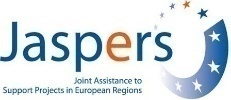 Jaspers
Joint Assistance to
Support Projects in European Regions